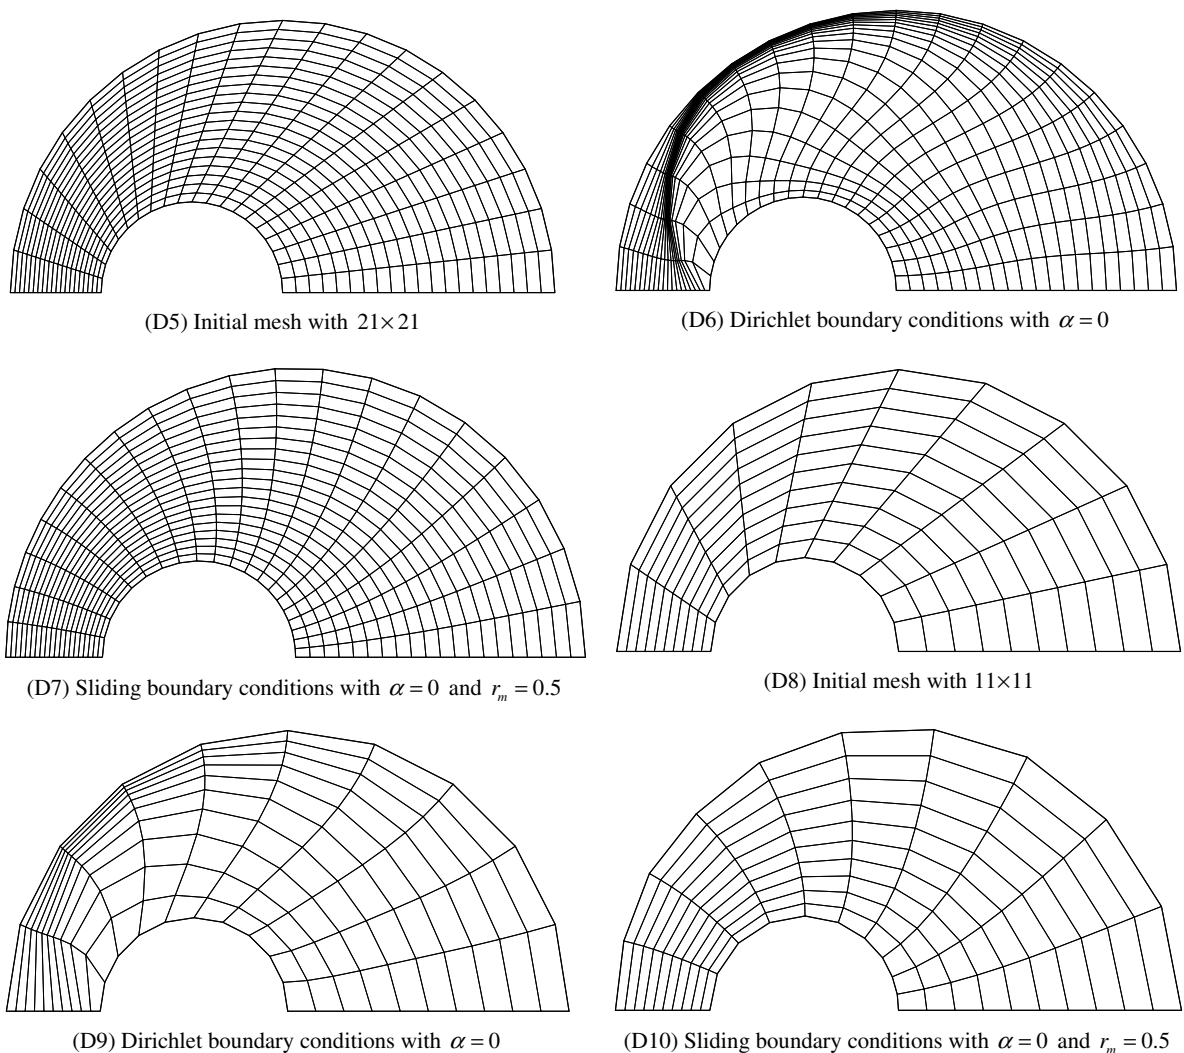 (D5) Initial mesh with 21×21
(D6) Dirichlet boundary conditions with α = 0
(D7) Sliding boundary conditions with α = 0 and r_m = 0.5
(D8) Initial mesh with 11×11
(D9) Dirichlet boundary conditions with α = 0
(D10) Sliding boundary conditions with α = 0 and r_m = 0.5